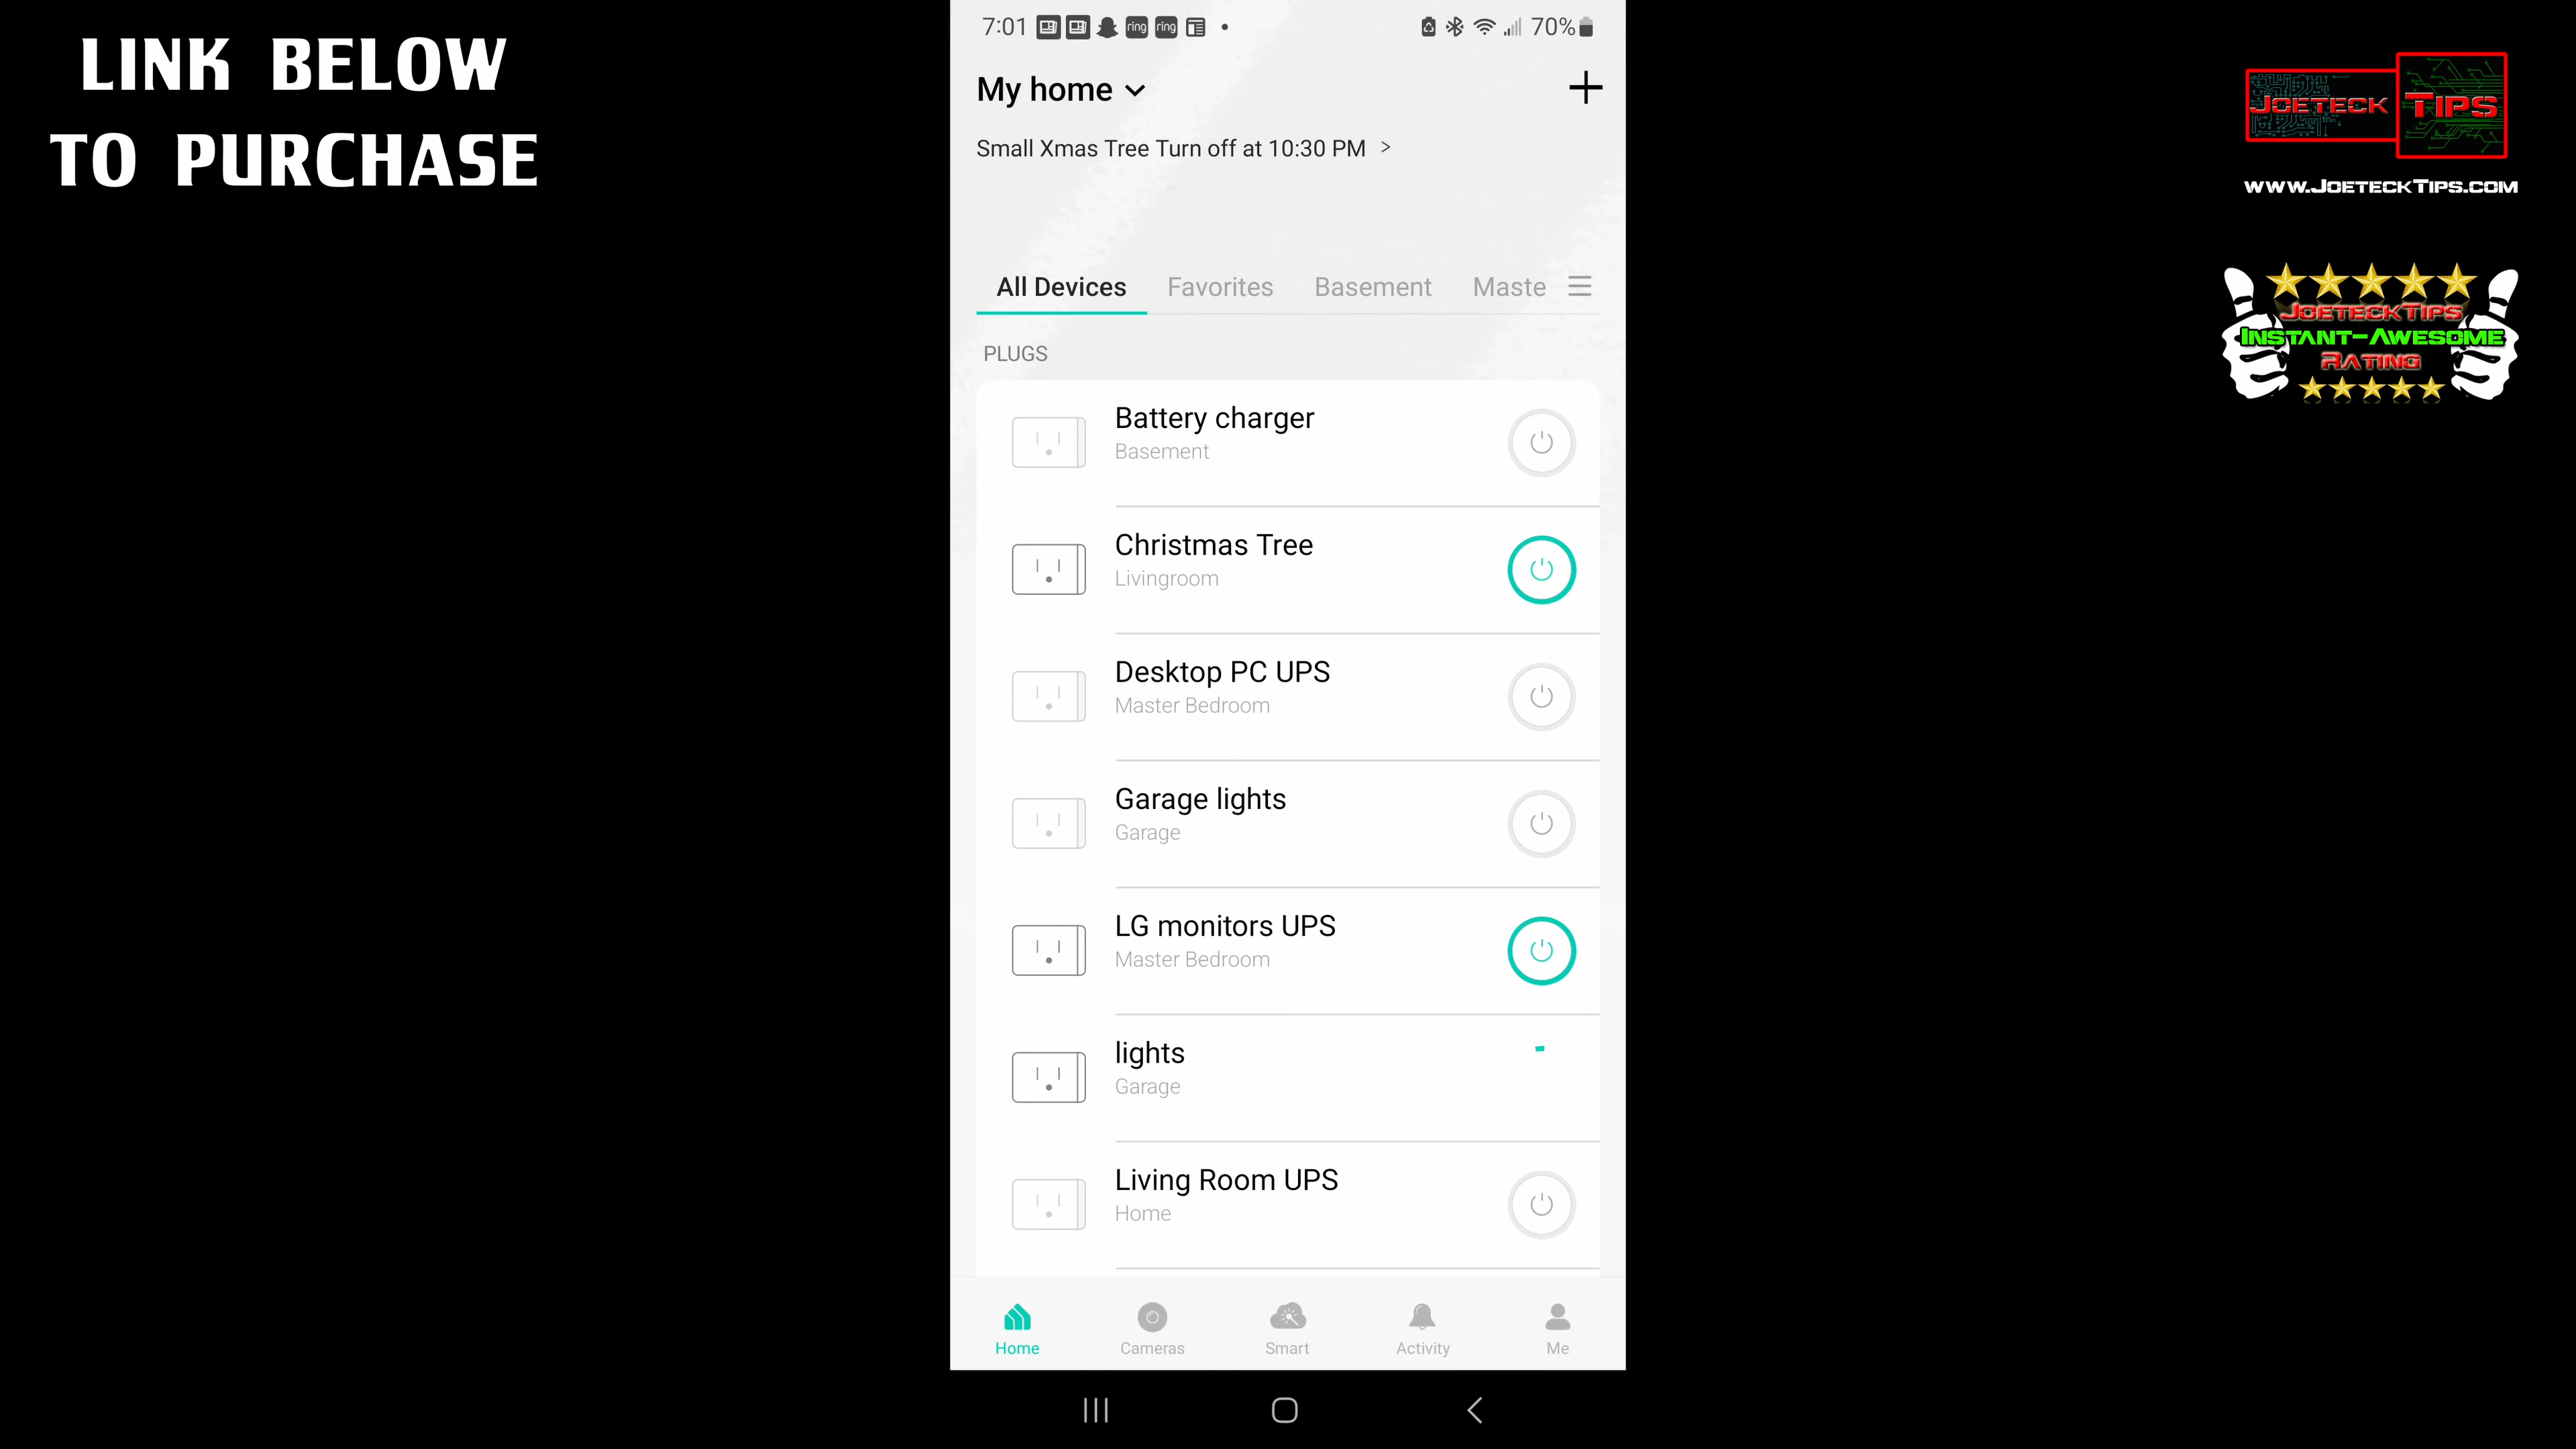 LINK BELOW
TO PURCHASE
7:01 ring ring 70%
My home
Small Xmas Tree Turn off at 10:30 PM >
All Devices Favorites Basement Maste
PLUGS
Battery charger
Basement
Christmas Tree
Livingroom
Desktop PC UPS
Master Bedroom
Garage lights
Garage
LG monitors UPS
Master Bedroom
lights
Garage
Living Room UPS
Home
Home Cameras Smart Activity Me
JOETECK TIPS
WWW.JOETECKTIPS.COM
JOETECKTIPS
INSTANT-AWESOME
RATING